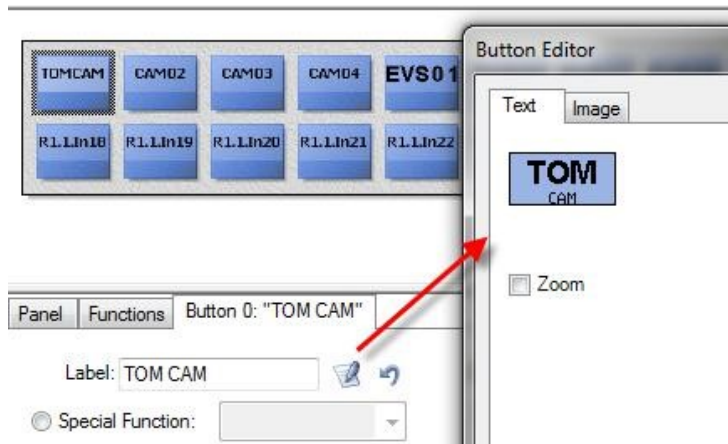 TOMCAM CAM02 CAM03 CAM04 EVS01
R1.1.In18 R1.1.In19 R1.1.In20 R1.1.In21 R1.1.In22
Button Editor
Text Image
TOM
CAM
Zoom
Panel Functions Button 0: "TOM CAM"
Label: TOM CAM
Special Function: